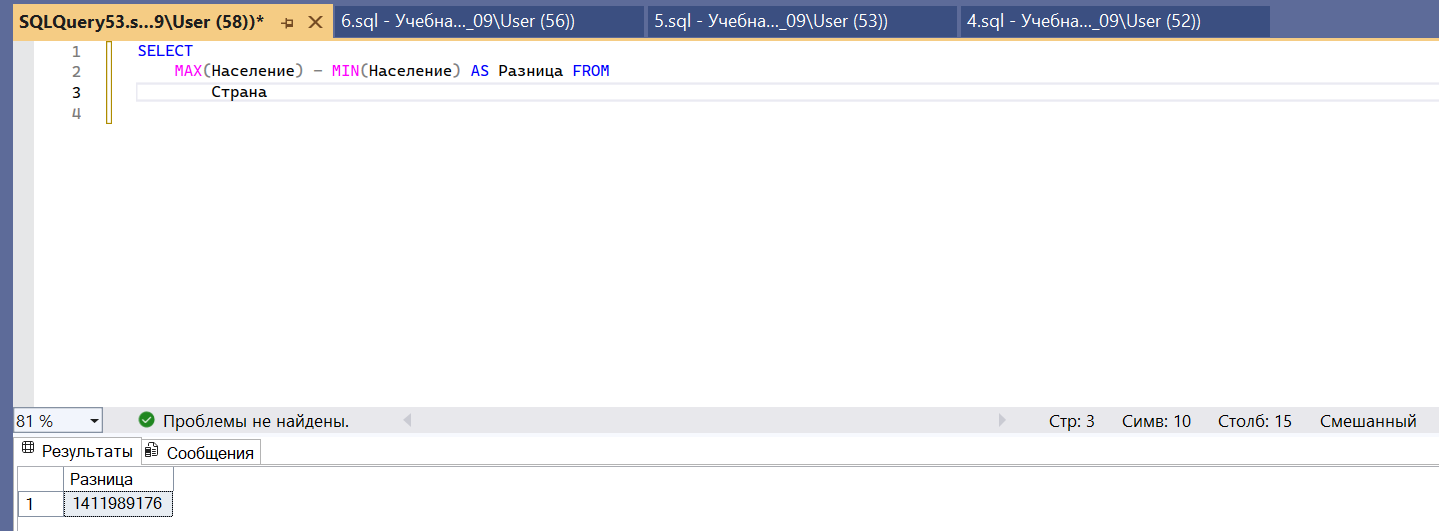 SQLQuery53.s...9\User (58))* 6.sql - Учебна..._09\User (56)) 5.sql - Учебна..._09\User (53)) 4.sql - Учебна..._09\User (52))
1 SELECT
2 MAX(Население) - MIN(Население) AS Разница FROM
3 Страна
4
81 % Проблемы не найдены. Стр: 3 Симв: 10 Столб: 15 Смешанный
Результаты Сообщения
Разница
1 1411989176